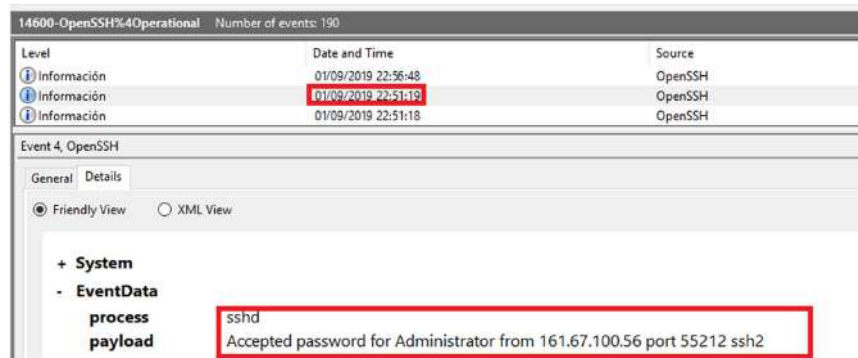 14600-OpenSSH%4Operational Number of events: 190
Level Date and Time Source
Información 01/09/2019 22:56:48 OpenSSH
Información 01/09/2019 22:51:19 OpenSSH
Información 01/09/2019 22:51:18 OpenSSH
Event 4, OpenSSH
General Details
Friendly View XML View
+ System
- EventData
process sshd
payload Accepted password for Administrator from 161.67.100.56 port 55212 ssh2